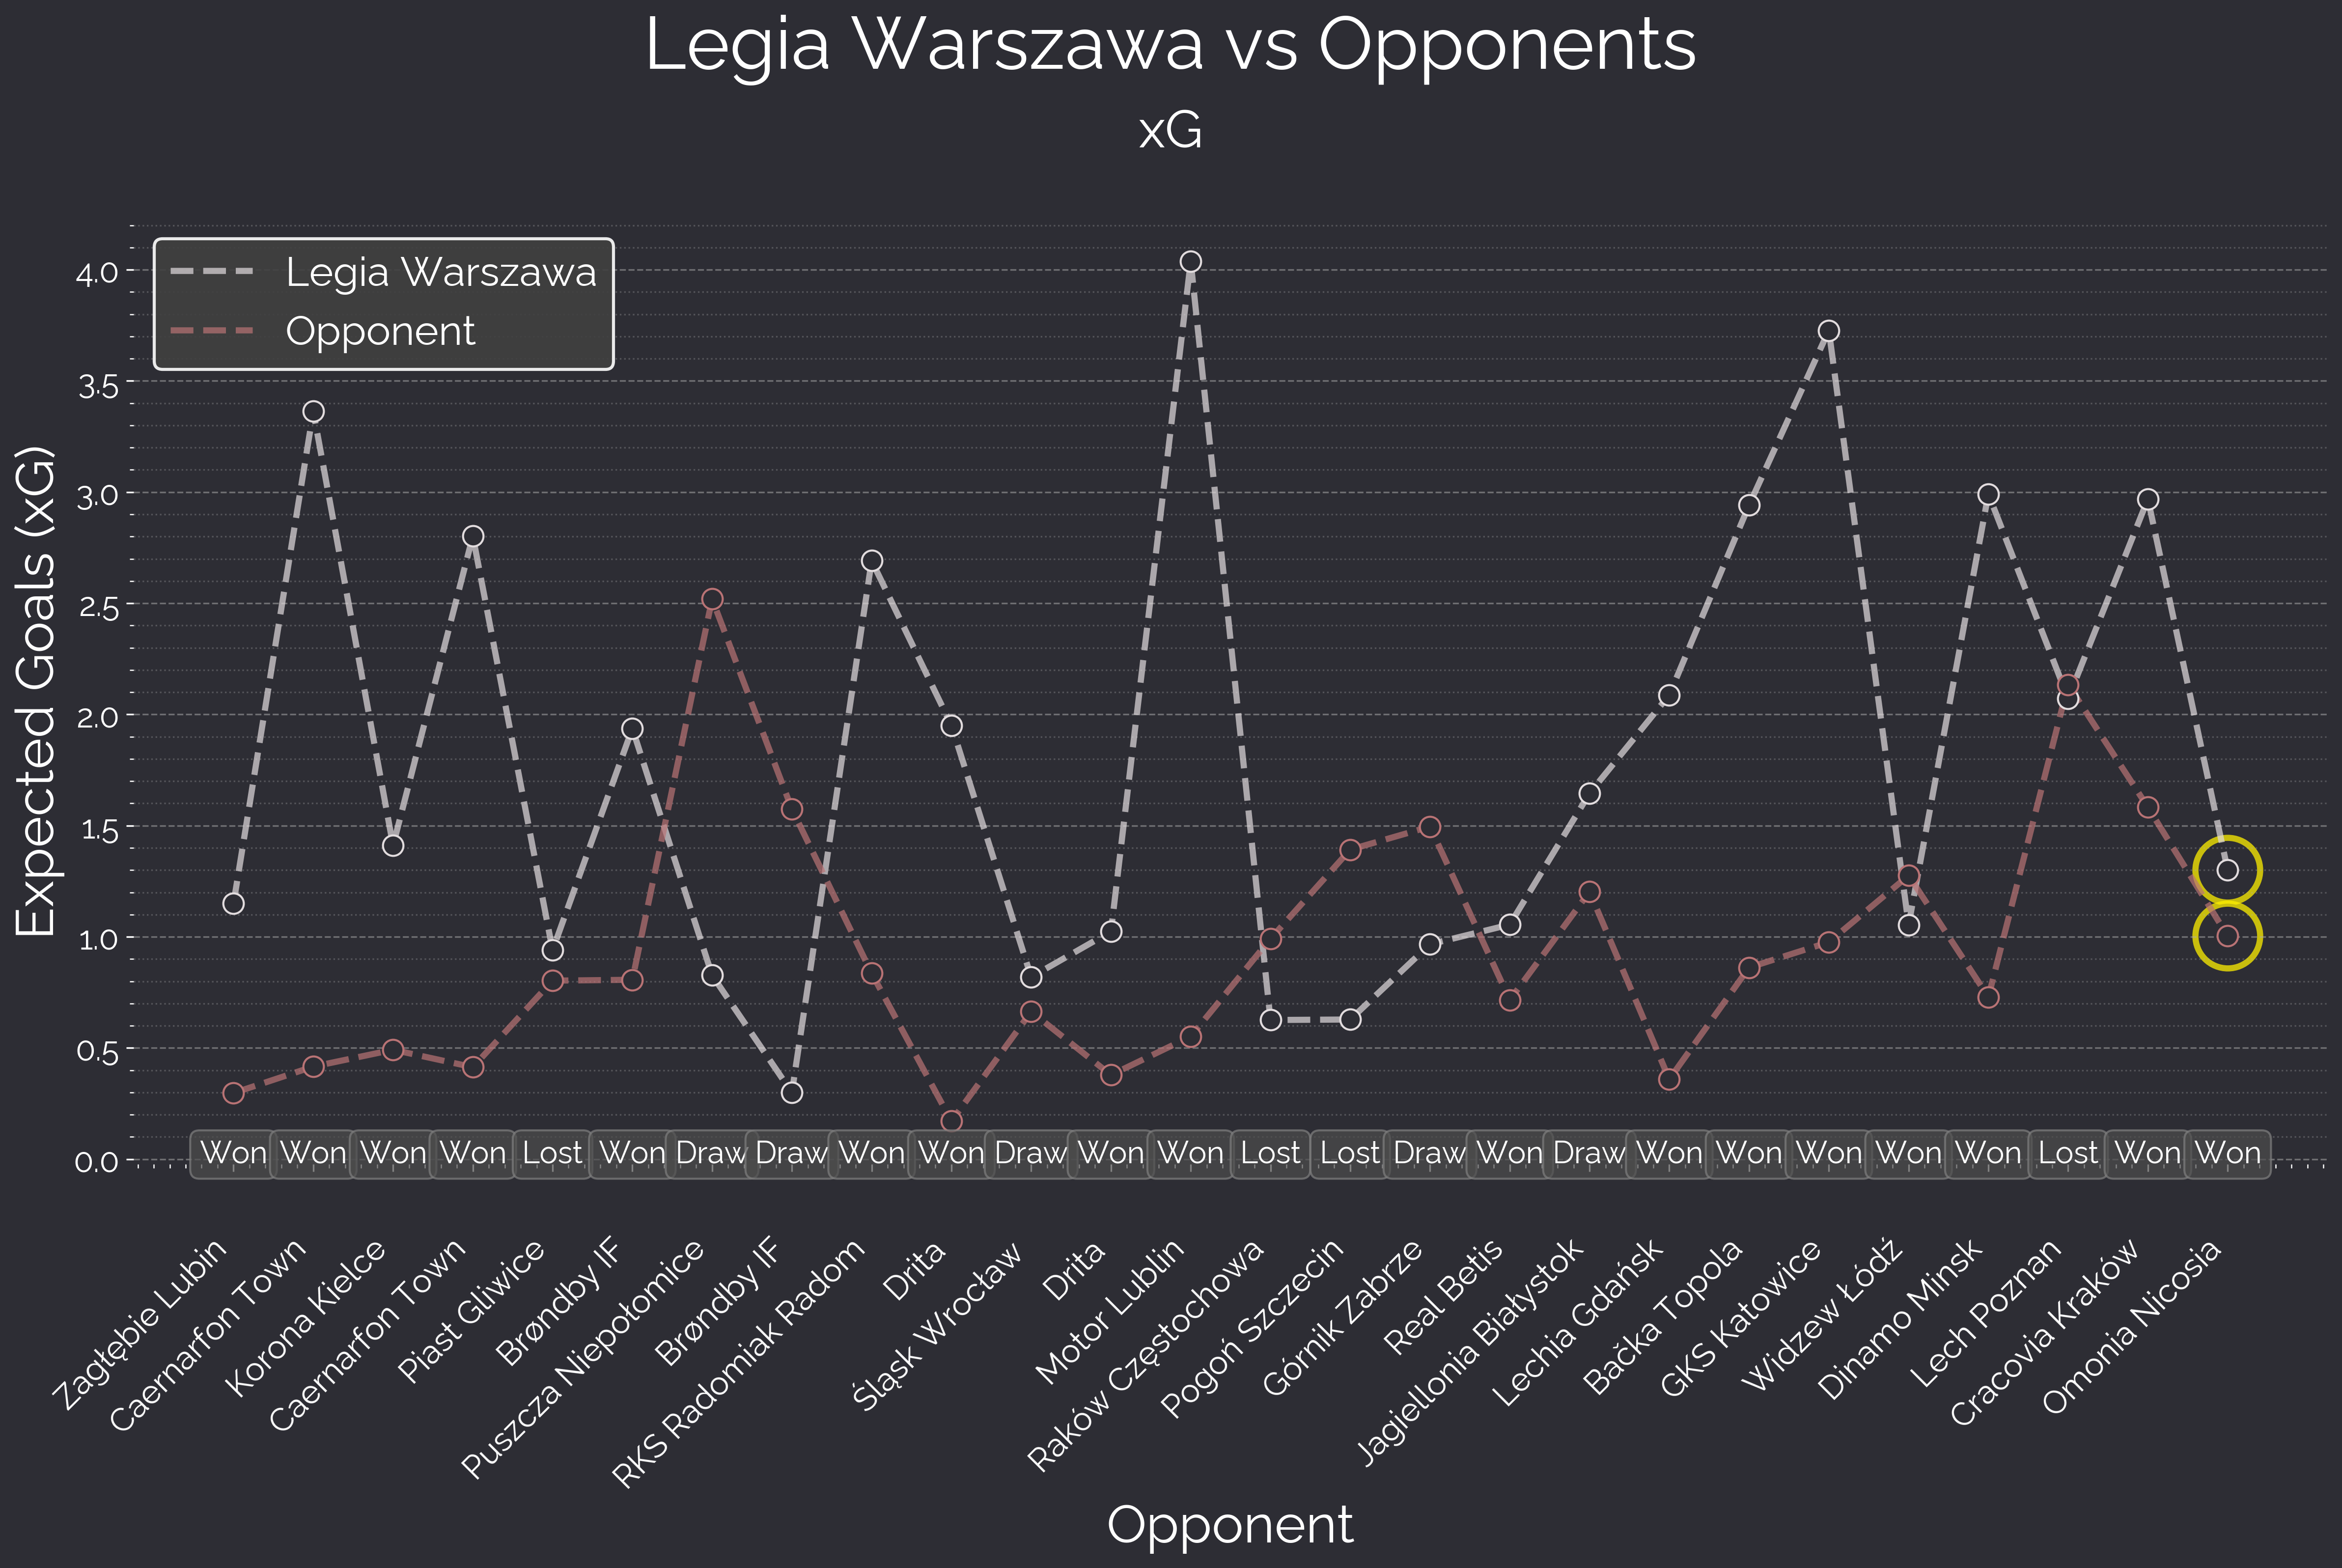 Legia Warszawa vs Opponents
xG
Legia Warszawa
Opponent
Expected Goals (xG)
4.0
3.5
3.0
2.5
2.0
1.5
1.0
0.5
0.0
Won Won Won Won Lost Won Draw Draw Won Won Draw Won Won Lost Lost Draw Won Draw Won Won Won Won Won Lost Won Won
Zagłębie Lubin
Caernarfon Town
Korona Kielce
Caernarfon Town
Piast Gliwice
Brøndby IF
Puszcza Niepołomice
Brøndby IF
RKS Radomiak Radom
Drita
Śląsk Wrocław
Drita
Motor Lublin
Raków Częstochowa
Pogoń Szczecin
Górnik Zabrze
Real Betis
Jagielllonia Białystok
Lechia Gdańsk
Bačka Topola
GKS Katowice
Widzew Łódź
Dinamo Minsk
Lech Poznan
Cracovia Kraków
Omonia Nicosia
Opponent